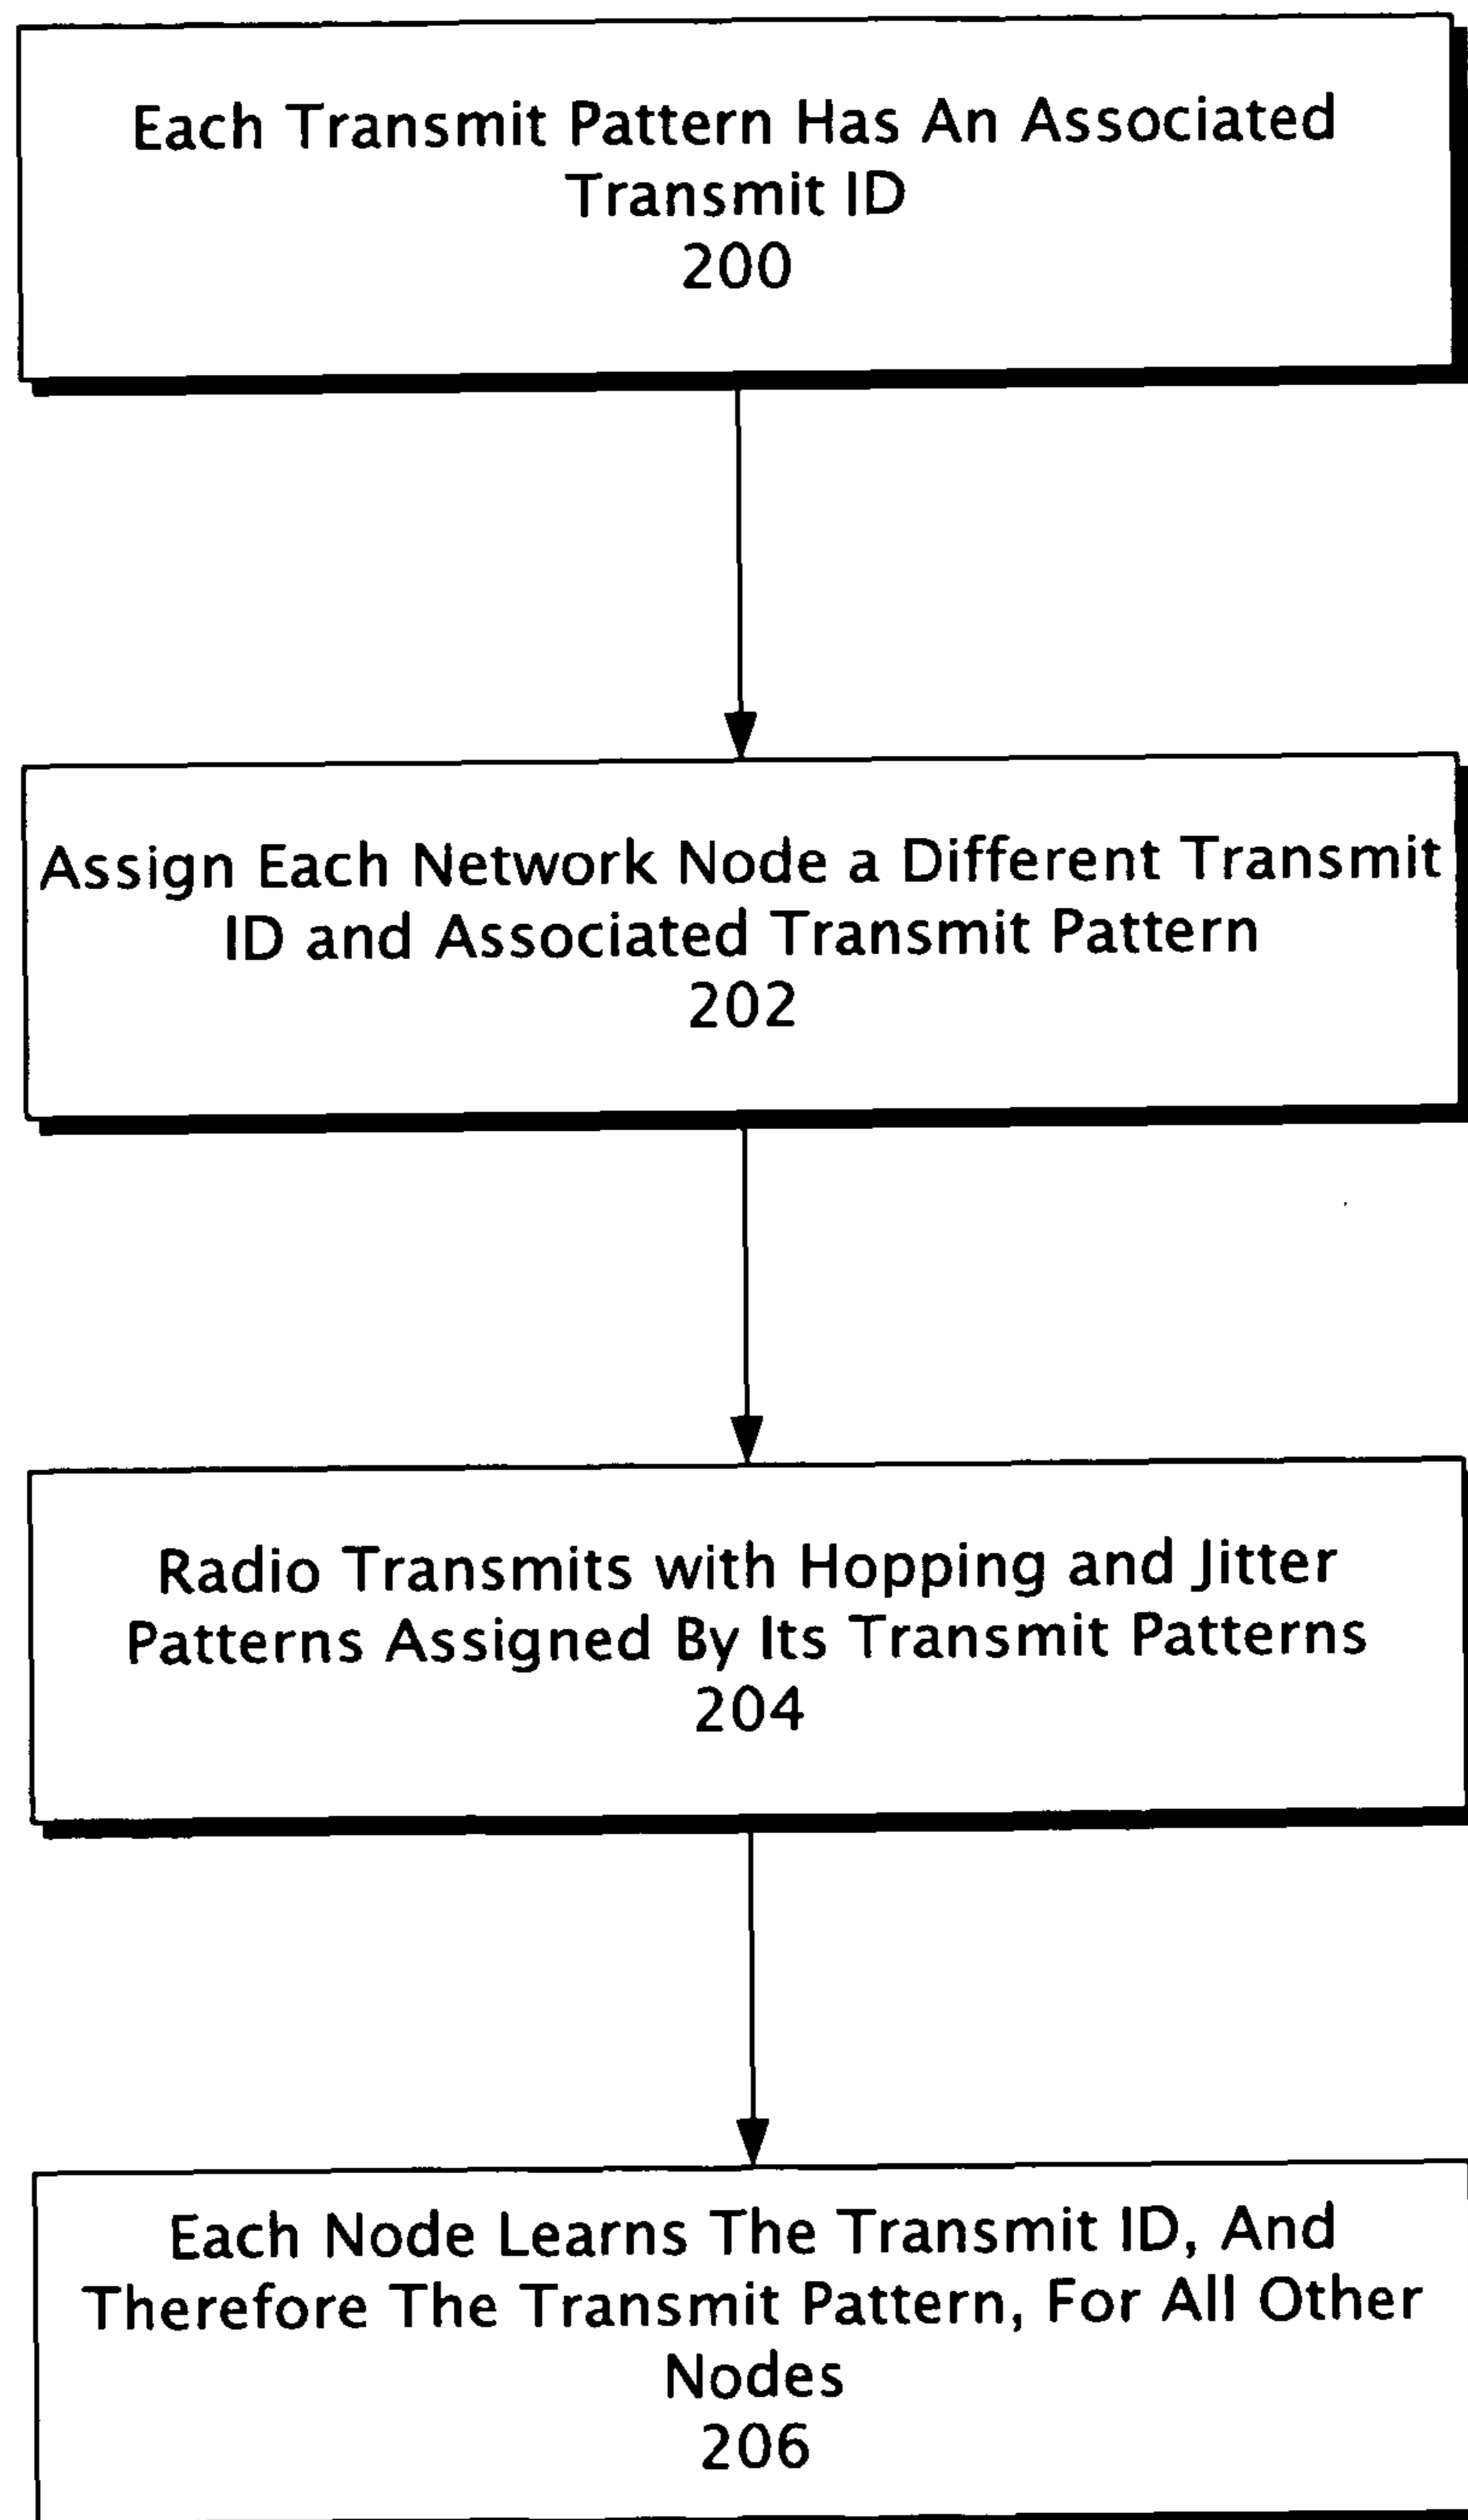 Each Transmit Pattern Has An Associated
Transmit ID
200
Assign Each Network Node a Different Transmit
ID and Associated Transmit Pattern
202
Radio Transmits with Hopping and Jitter
Patterns Assigned By Its Transmit Patterns
204
Each Node Learns The Transmit ID, And
Therefore The Transmit Pattern, For All Other
Nodes
206